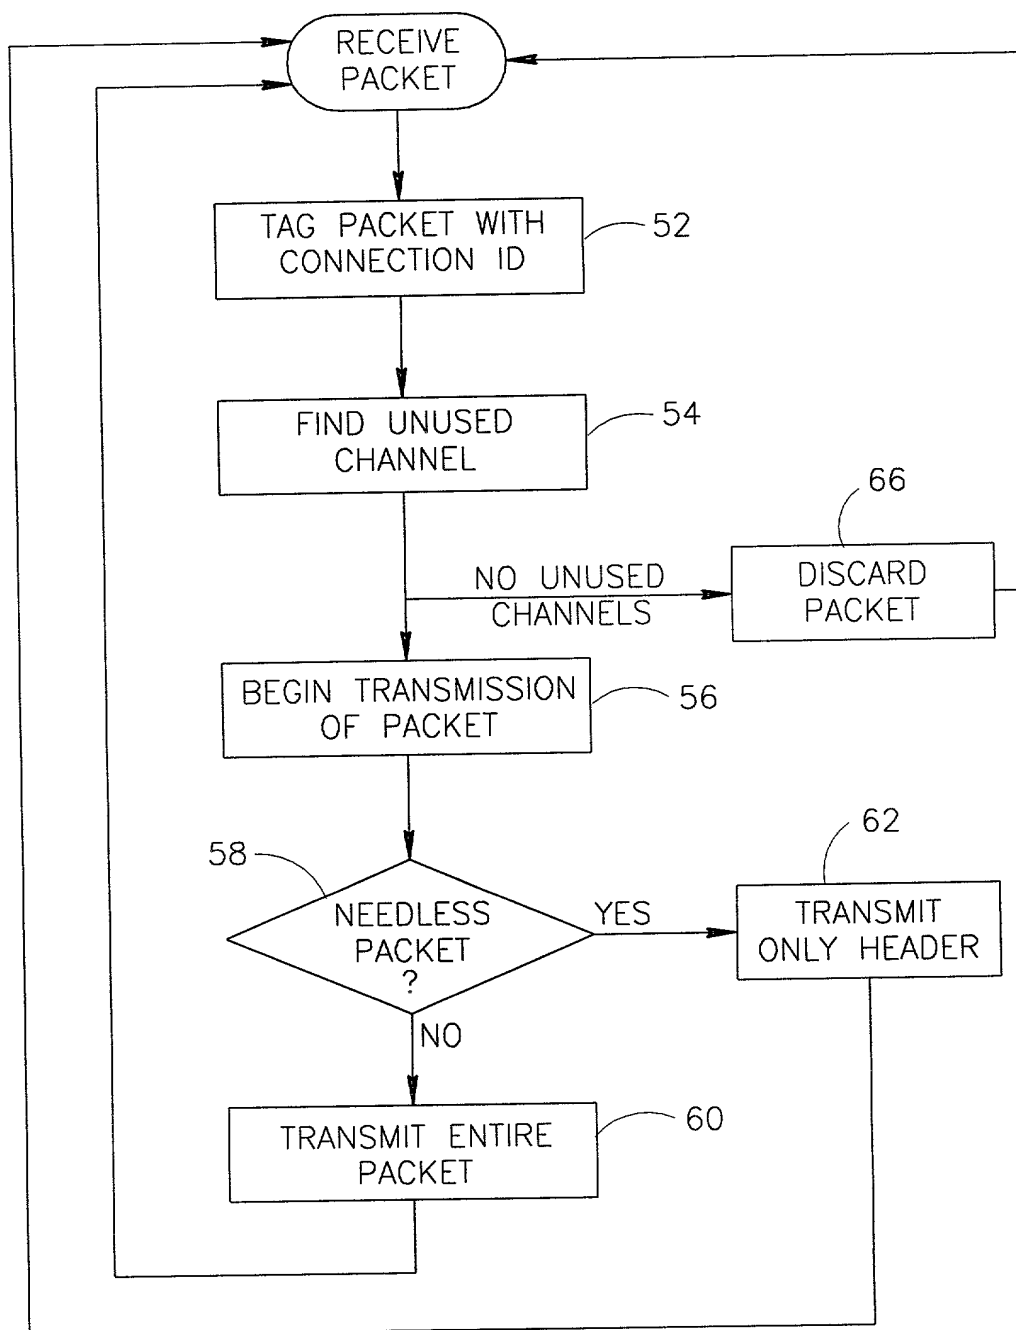 RECEIVE
PACKET
TAG PACKET WITH
CONNECTION ID
52
FIND UNUSED
CHANNEL
54
NO UNUSED
CHANNELS
66
DISCARD
PACKET
BEGIN TRANSMISSION
OF PACKET
56
58
NEEDLESS
PACKET
?
YES
62
TRANSMIT
ONLY HEADER
NO
TRANSMIT ENTIRE
PACKET
60